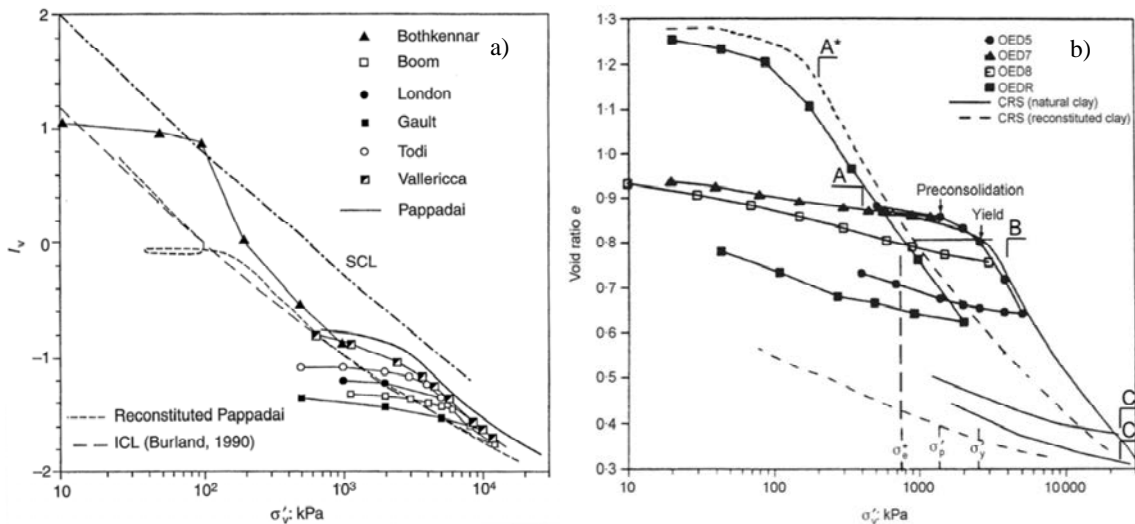 a)
2
1
0
−1
−2
Iv
10
10²
10³
10⁴
σ′v: kPa
Bothkennar
Boom
London
Gault
Todi
Vallericca
Pappadai
SCL
Reconstituted Pappadai
ICL (Burland, 1990)
b)
1·3
1·2
1·1
1·0
0·9
0·8
0·7
0·6
0·5
0·4
0·3
Void ratio e
10
100
1000
10000
σ′v: kPa
OED5
OED7
OED8
OEDR
CRS (natural clay)
CRS (reconstituted clay)
A*
A
Preconsolidation
Yield
B
C
C
σ′p
σ′y